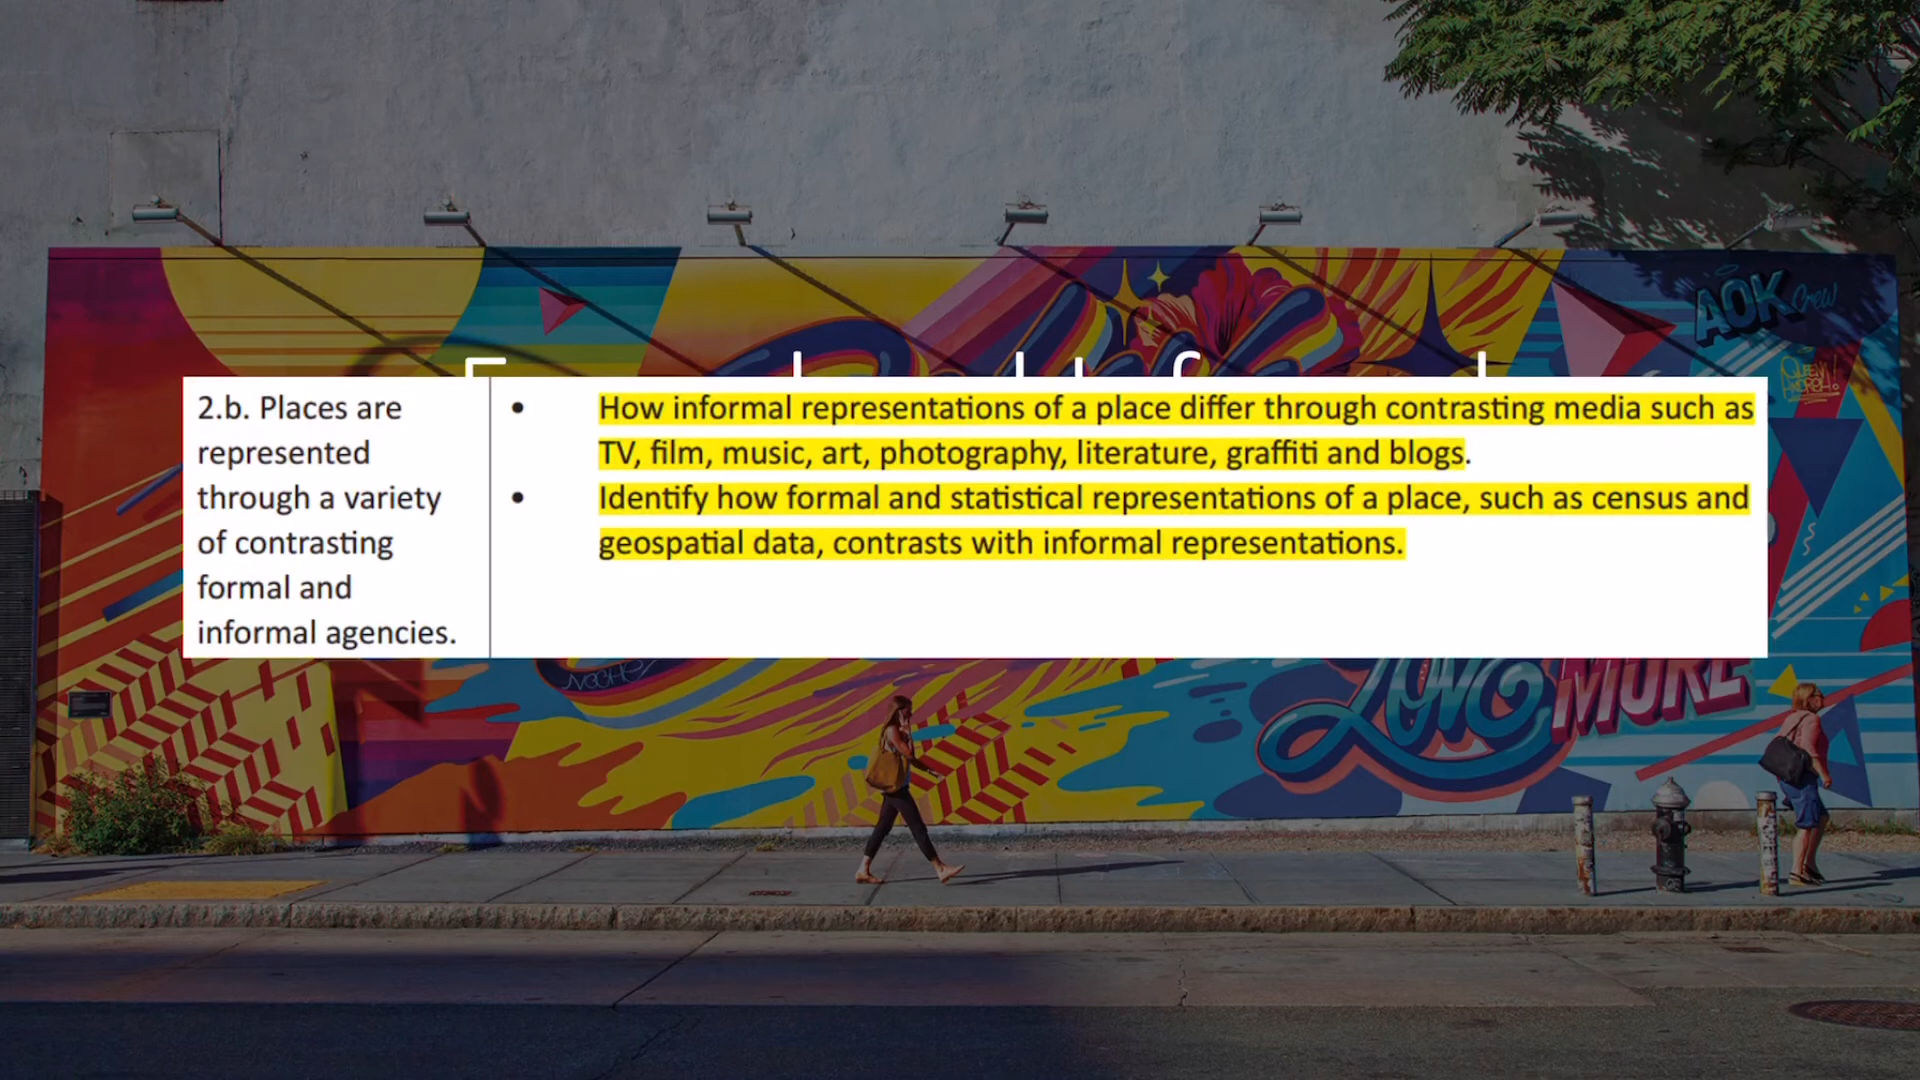 2.b. Places are
represented
through a variety
of contrasting
formal and
informal agencies.
• How informal representations of a place differ through contrasting media such as
TV, film, music, art, photography, literature, graffiti and blogs.
• Identify how formal and statistical representations of a place, such as census and
geospatial data, contrasts with informal representations.
AOK Crew
LOVE
MORE